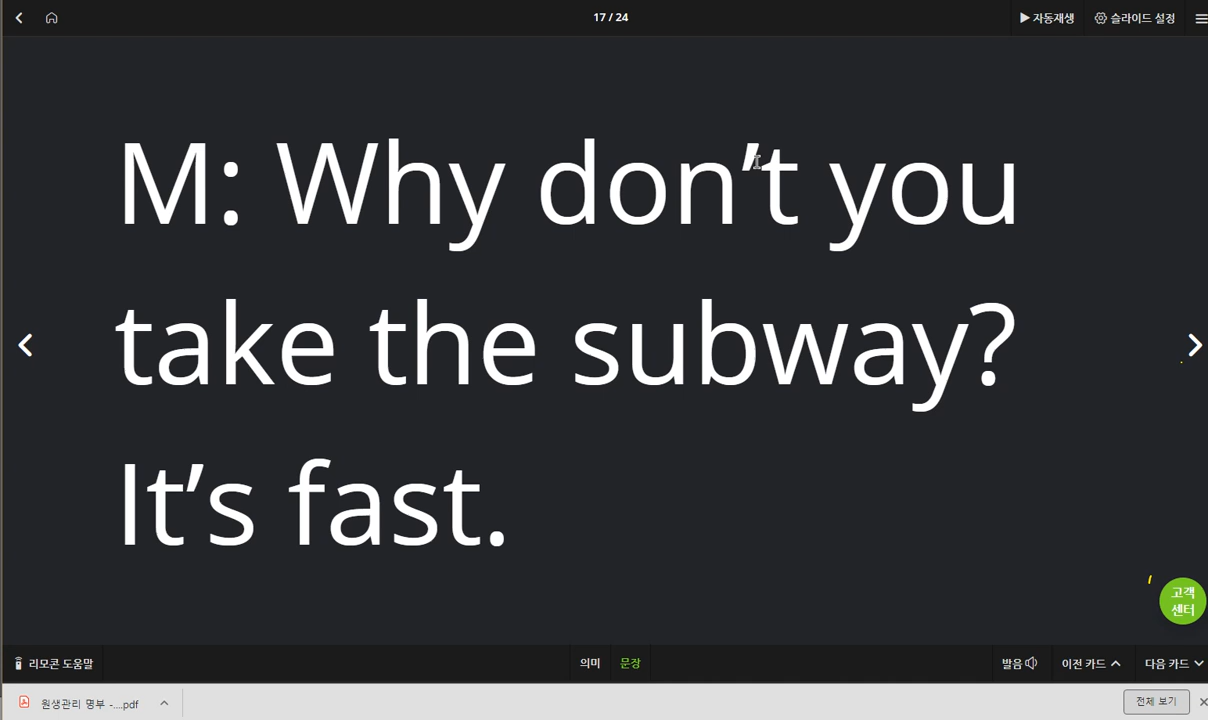 17 / 24
자동재생
슬라이드 설정
M: Why don’t you
take the subway?
It’s fast.
고객
센터
리모콘 도움말
의미
문장
발음
이전 카드
다음 카드
원생관리 명부 -....pdf
전체 보기